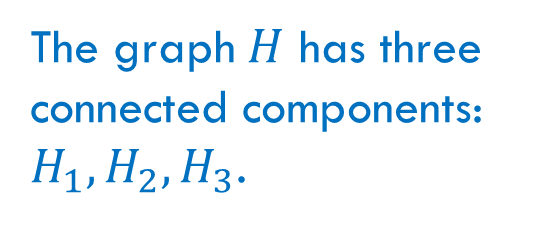 The graph H has three
connected components:
H₁, H₂, H₃.